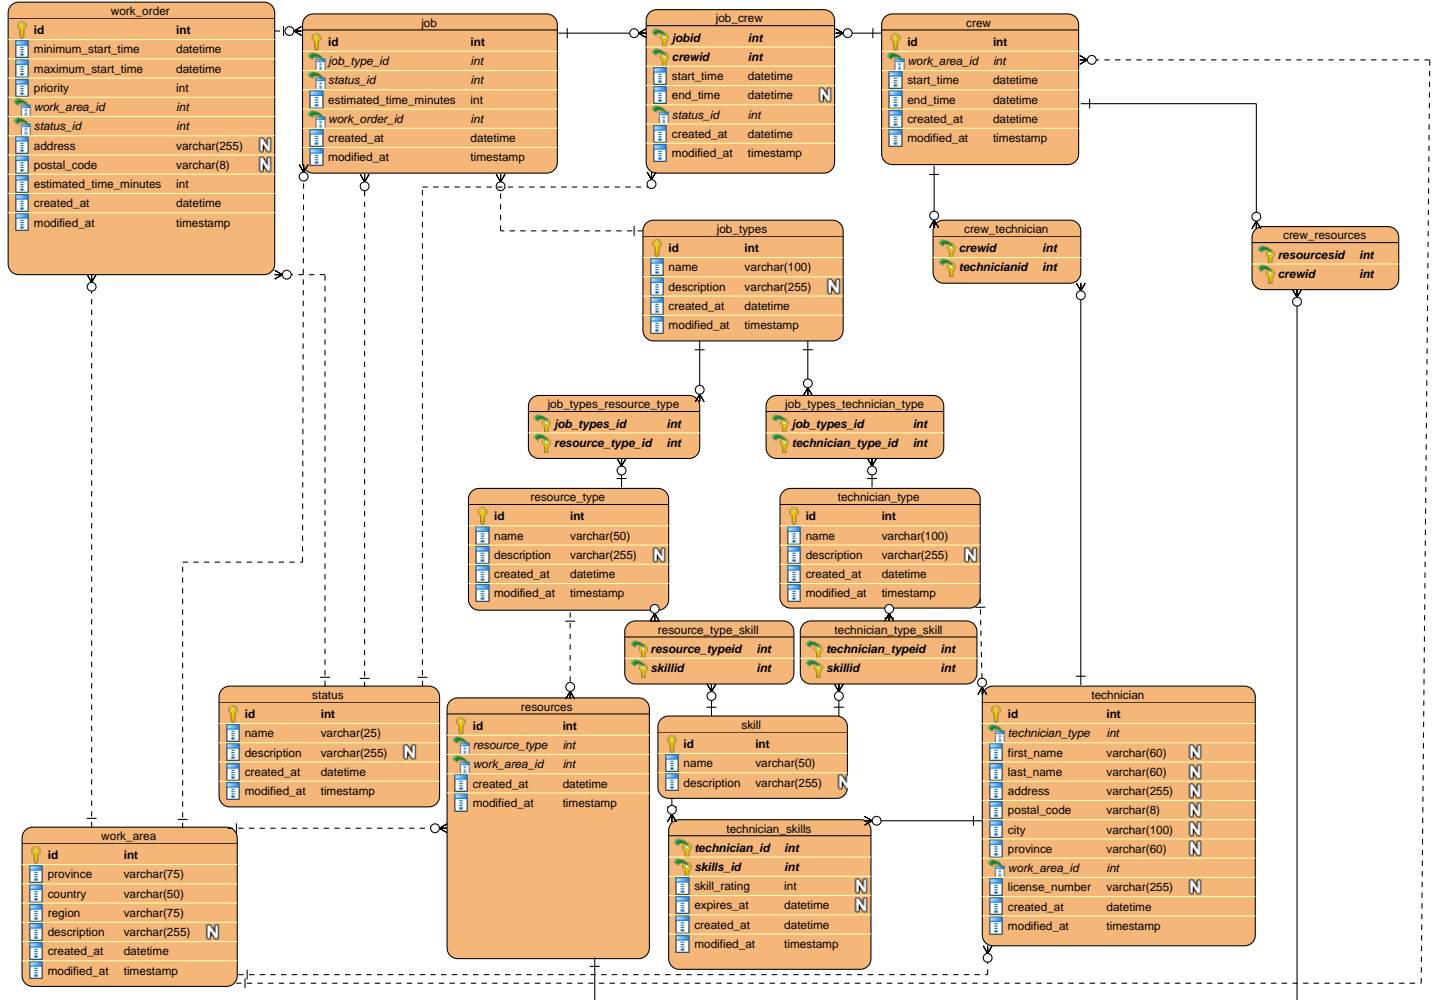 work_order
id int
minimum_start_time datetime
maximum_start_time datetime
priority int
work_area_id int
status_id int
address varchar(255) N
postal_code varchar(8) N
estimated_time_minutes int
created_at datetime
modified_at timestamp
job
id int
job_type_id int
status_id int
estimated_time_minutes int
work_order_id int
created_at datetime
modified_at timestamp
job_crew
jobid int
crewid int
start_time datetime
end_time datetime N
status_id int
created_at datetime
modified_at timestamp
crew
id int
work_area_id int
start_time datetime
end_time datetime
created_at datetime
modified_at timestamp
job_types
id int
name varchar(100)
description varchar(255) N
created_at datetime
modified_at timestamp
crew_technician
crewid int
technicianid int
crew_resources
resourcesid int
crewid int
job_types_resource_type
job_types_id int
resource_type_id int
job_types_technician_type
job_types_id int
technician_type_id int
resource_type
id int
name varchar(50)
description varchar(255) N
created_at datetime
modified_at timestamp
technician_type
id int
name varchar(100)
description varchar(255) N
created_at datetime
modified_at timestamp
resource_type_skill
resource_typeid int
skillid int
technician_type_skill
technician_typeid int
skillid int
status
id int
name varchar(25)
description varchar(255) N
created_at datetime
modified_at timestamp
resources
id int
resource_type int
work_area_id int
created_at datetime
modified_at timestamp
skill
id int
name varchar(50)
description varchar(255) N
technician
id int
technician_type int
first_name varchar(60) N
last_name varchar(60) N
address varchar(255) N
postal_code varchar(8) N
city varchar(100) N
province varchar(60) N
work_area_id int
license_number varchar(255) N
created_at datetime
modified_at timestamp
work_area
id int
province varchar(75)
country varchar(50)
region varchar(75)
description varchar(255) N
created_at datetime
modified_at timestamp
technician_skills
technician_id int
skills_id int
skill_rating int N
expires_at datetime N
created_at datetime
modified_at timestamp